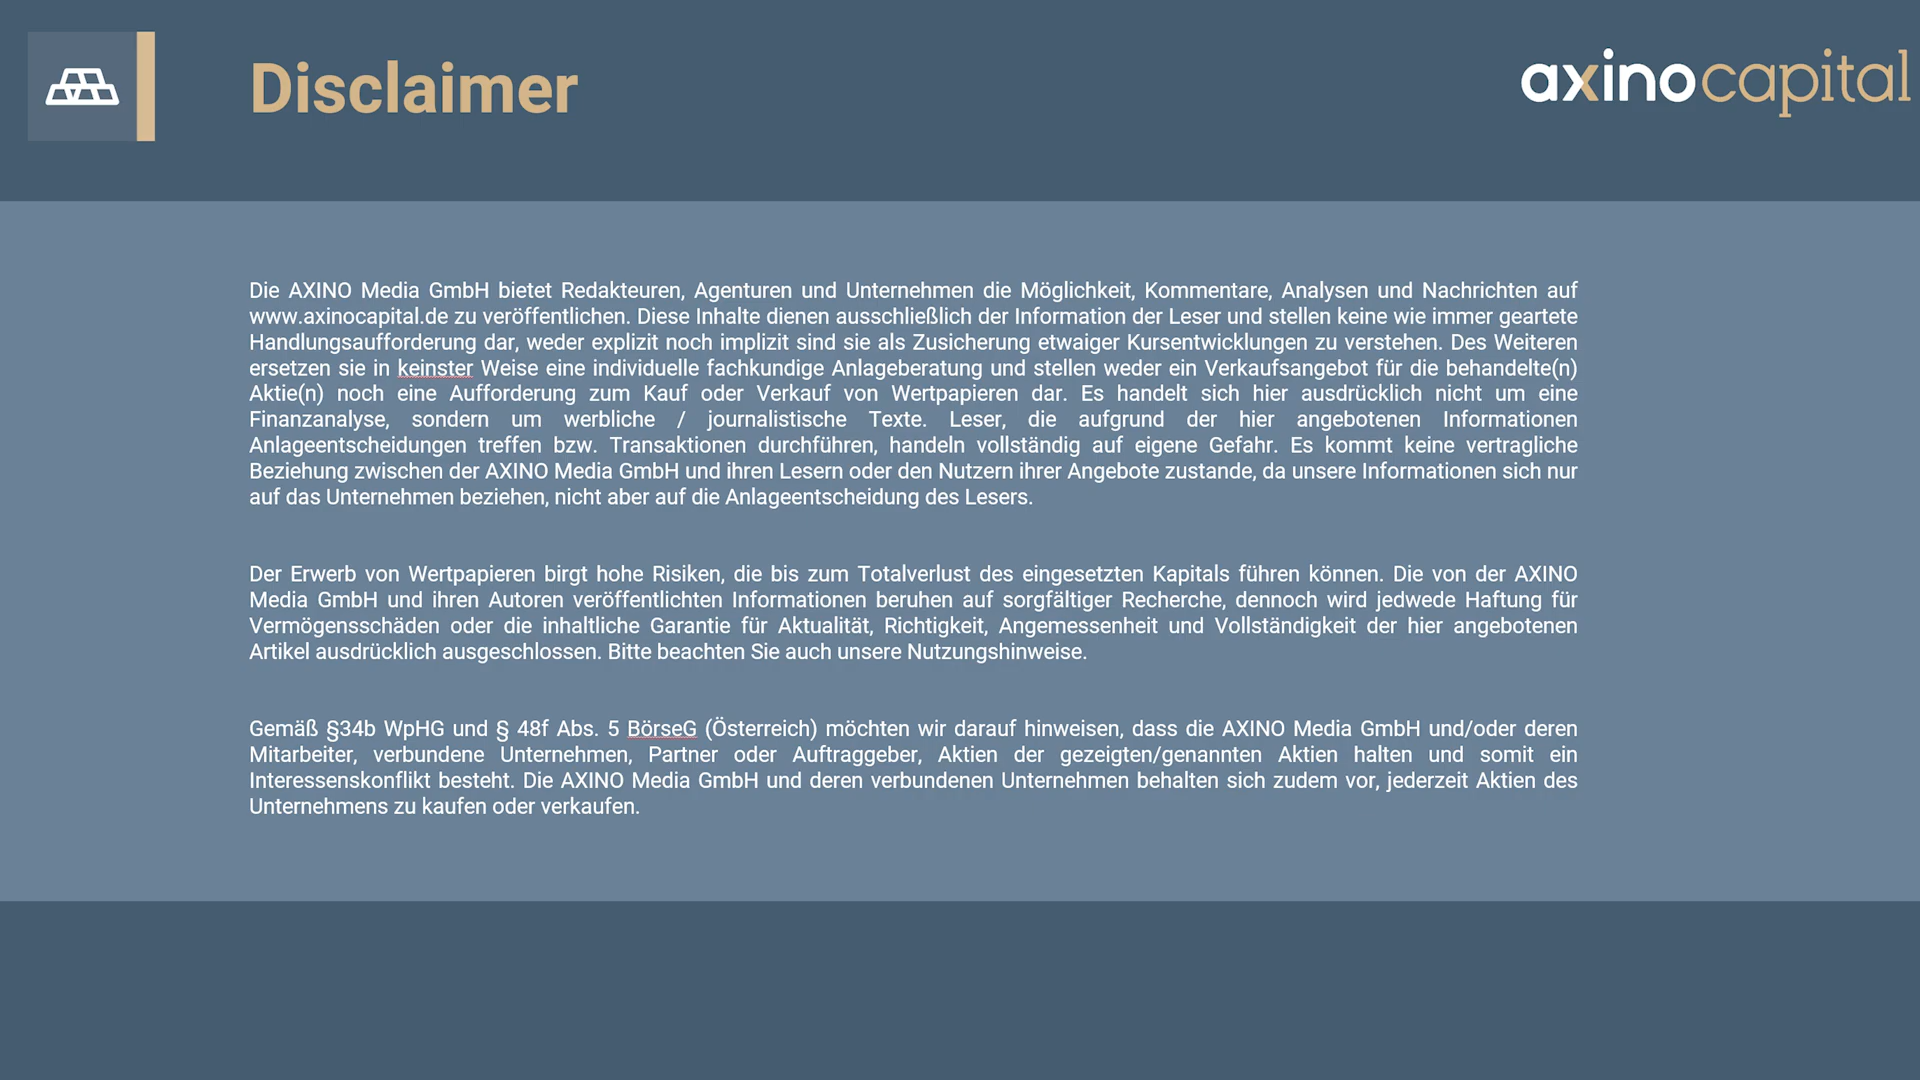 Disclaimer
axinocapital
Die AXINO Media GmbH bietet Redakteuren, Agenturen und Unternehmen die Möglichkeit, Kommentare, Analysen und Nachrichten auf
www.axinocapital.de zu veröffentlichen. Diese Inhalte dienen ausschließlich der Information der Leser und stellen keine wie immer geartete
Handlungsaufforderung dar, weder explizit noch implizit sind sie als Zusicherung etwaiger Kursentwicklungen zu verstehen. Des Weiteren
ersetzen sie in keinster Weise eine individuelle fachkundige Anlageberatung und stellen weder ein Verkaufsangebot für die behandelte(n)
Aktie(n) noch eine Aufforderung zum Kauf oder Verkauf von Wertpapieren dar. Es handelt sich hier ausdrücklich nicht um eine
Finanzanalyse, sondern um werbliche / journalistische Texte. Leser, die aufgrund der hier angebotenen Informationen
Anlageentscheidungen treffen bzw. Transaktionen durchführen, handeln vollständig auf eigene Gefahr. Es kommt keine vertragliche
Beziehung zwischen der AXINO Media GmbH und ihren Lesern oder den Nutzern ihrer Angebote zustande, da unsere Informationen sich nur
auf das Unternehmen beziehen, nicht aber auf die Anlageentscheidung des Lesers.
Der Erwerb von Wertpapieren birgt hohe Risiken, die bis zum Totalverlust des eingesetzten Kapitals führen können. Die von der AXINO
Media GmbH und ihren Autoren veröffentlichten Informationen beruhen auf sorgfältiger Recherche, dennoch wird jedwede Haftung für
Vermögensschäden oder die inhaltliche Garantie für Aktualität, Richtigkeit, Angemessenheit und Vollständigkeit der hier angebotenen
Artikel ausdrücklich ausgeschlossen. Bitte beachten Sie auch unsere Nutzungshinweise.
Gemäß §34b WpHG und § 48f Abs. 5 BörseG (Österreich) möchten wir darauf hinweisen, dass die AXINO Media GmbH und/oder deren
Mitarbeiter, verbundene Unternehmen, Partner oder Auftraggeber, Aktien der gezeigten/genannten Aktien halten und somit ein
Interessenskonflikt besteht. Die AXINO Media GmbH und deren verbundenen Unternehmen behalten sich zudem vor, jederzeit Aktien des
Unternehmens zu kaufen oder verkaufen.